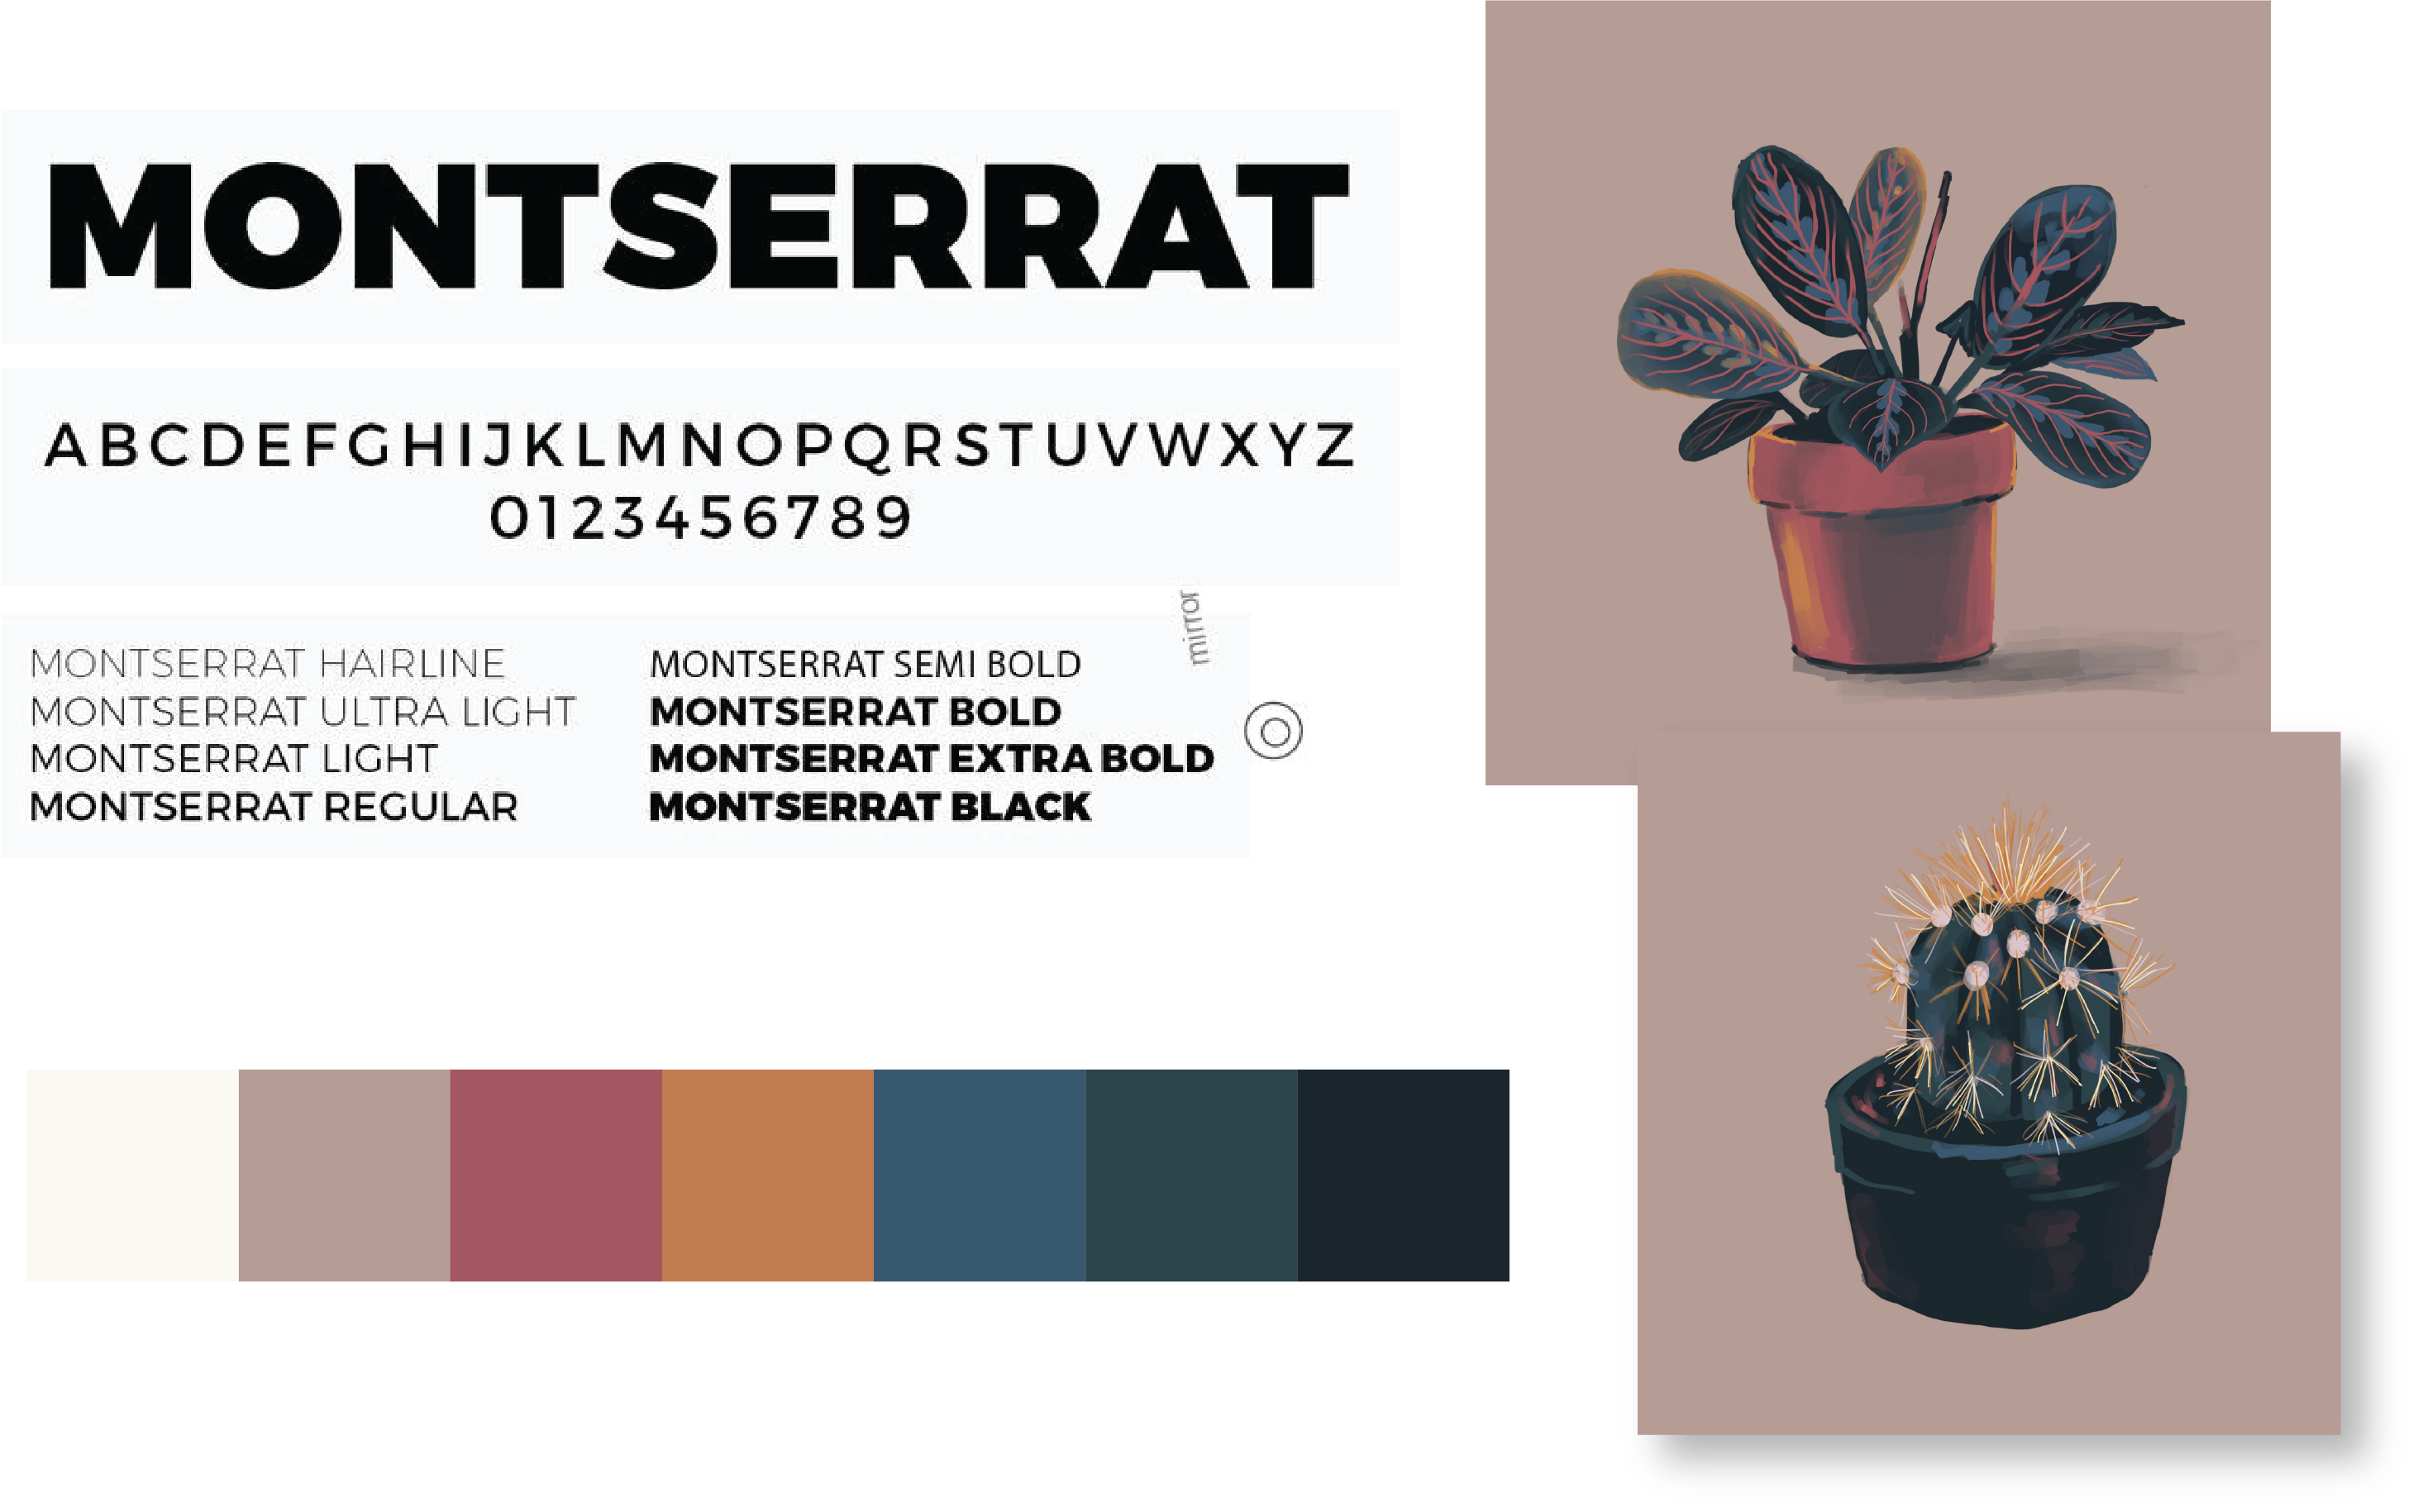 MONTSERRAT
ABCDEFGHIJKLMNOPQRSTUVWXYZ
0123456789
MONTSERRAT HAIRLINE
MONTSERRAT ULTRA LIGHT
MONTSERRAT LIGHT
MONTSERRAT REGULAR
MONTSERRAT SEMI BOLD
MONTSERRAT BOLD
MONTSERRAT EXTRA BOLD
MONTSERRAT BLACK
mirror